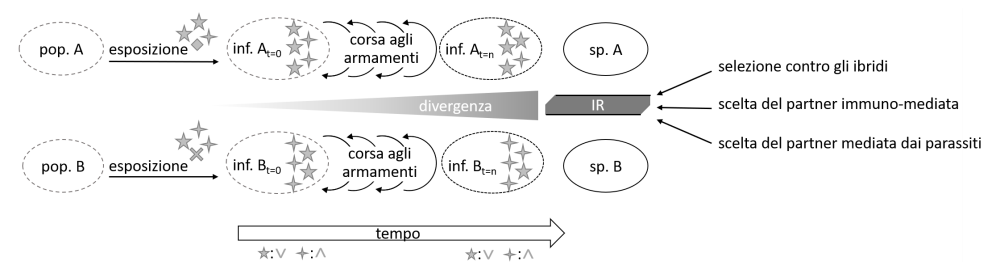 pop. A
esposizione
inf. At=0
corsa agli
armamenti
inf. At=n
sp. A
divergenza
IR
selezione contro gli ibridi
scelta del partner immuno-mediata
scelta del partner mediata dai parassiti
pop. B
esposizione
inf. Bt=0
corsa agli
armamenti
inf. Bt=n
sp. B
tempo
:∨ :∧ :∨ :∧